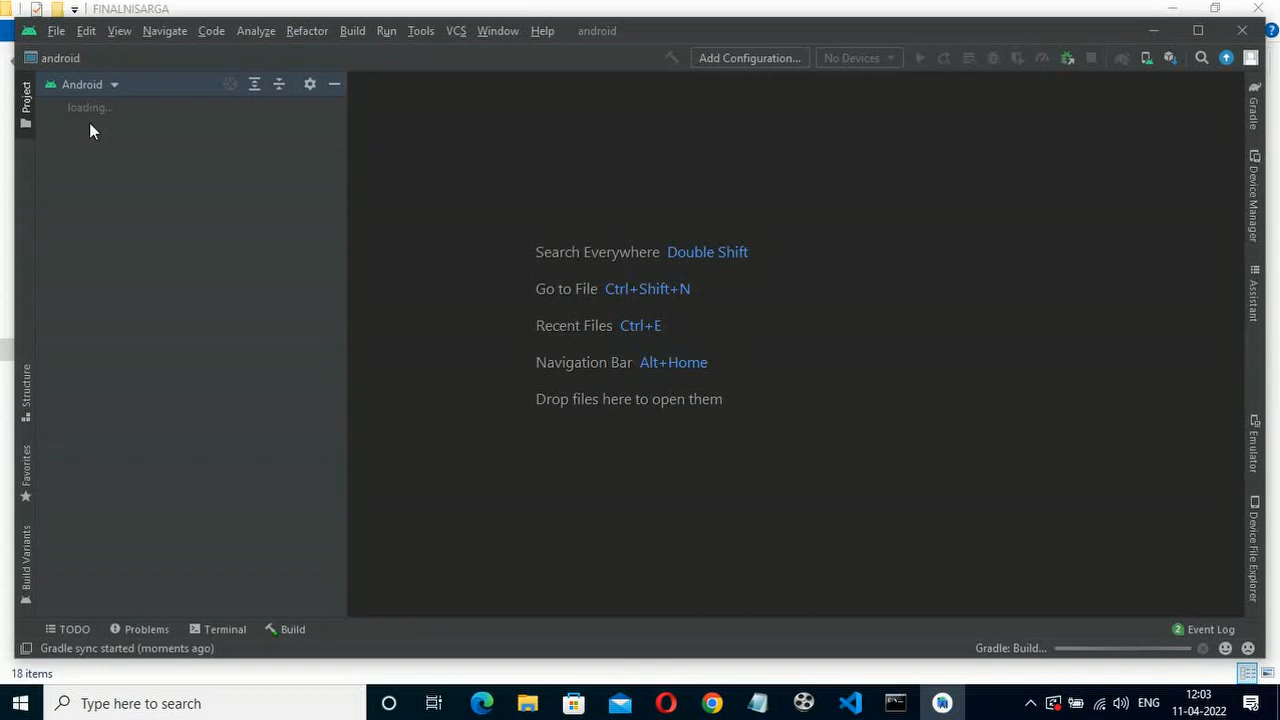 FINALNISARGA
File Edit View Navigate Code Analyze Refactor Build Run Tools VCS Window Help android
android Add Configuration... No Devices
Android
loading...
Project
Structure
Favorites
Build Variants
Search Everywhere Double Shift
Go to File Ctrl+Shift+N
Recent Files Ctrl+E
Navigation Bar Alt+Home
Drop files here to open them
Gradle
Device Manager
Assistant
Emulator
Device File Explorer
TODO Problems Terminal Build 2 Event Log
Gradle sync started (moments ago) Gradle: Build...
18 items
Type here to search ENG 12:03
11-04-2022